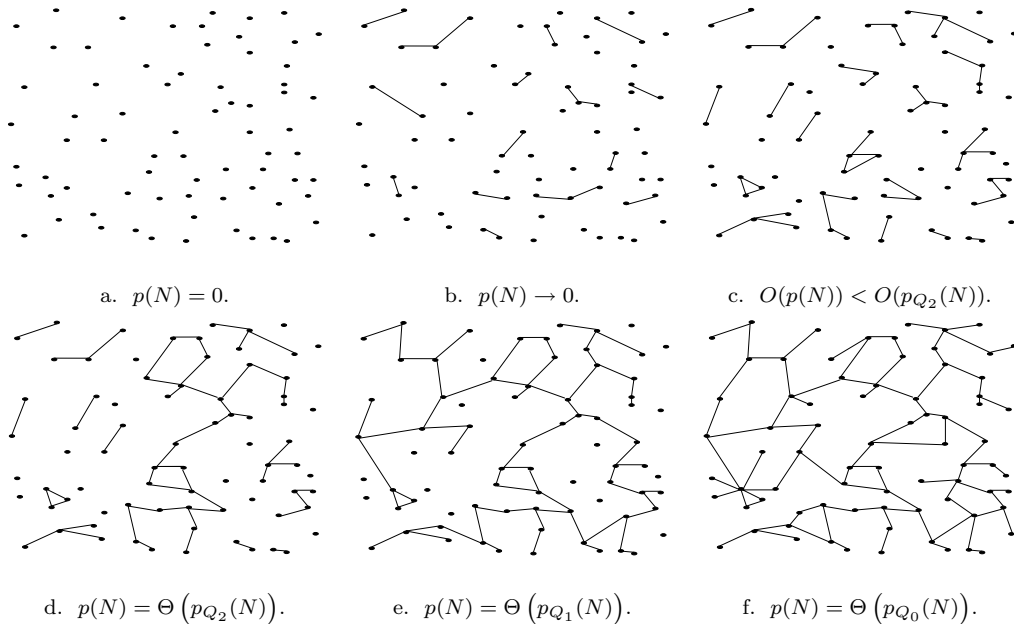 a. p(N) = 0.
b. p(N) → 0.
c. O(p(N)) < O(p_{Q_2}(N)).
d. p(N) = Θ(p_{Q_2}(N)).
e. p(N) = Θ(p_{Q_1}(N)).
f. p(N) = Θ(p_{Q_0}(N)).